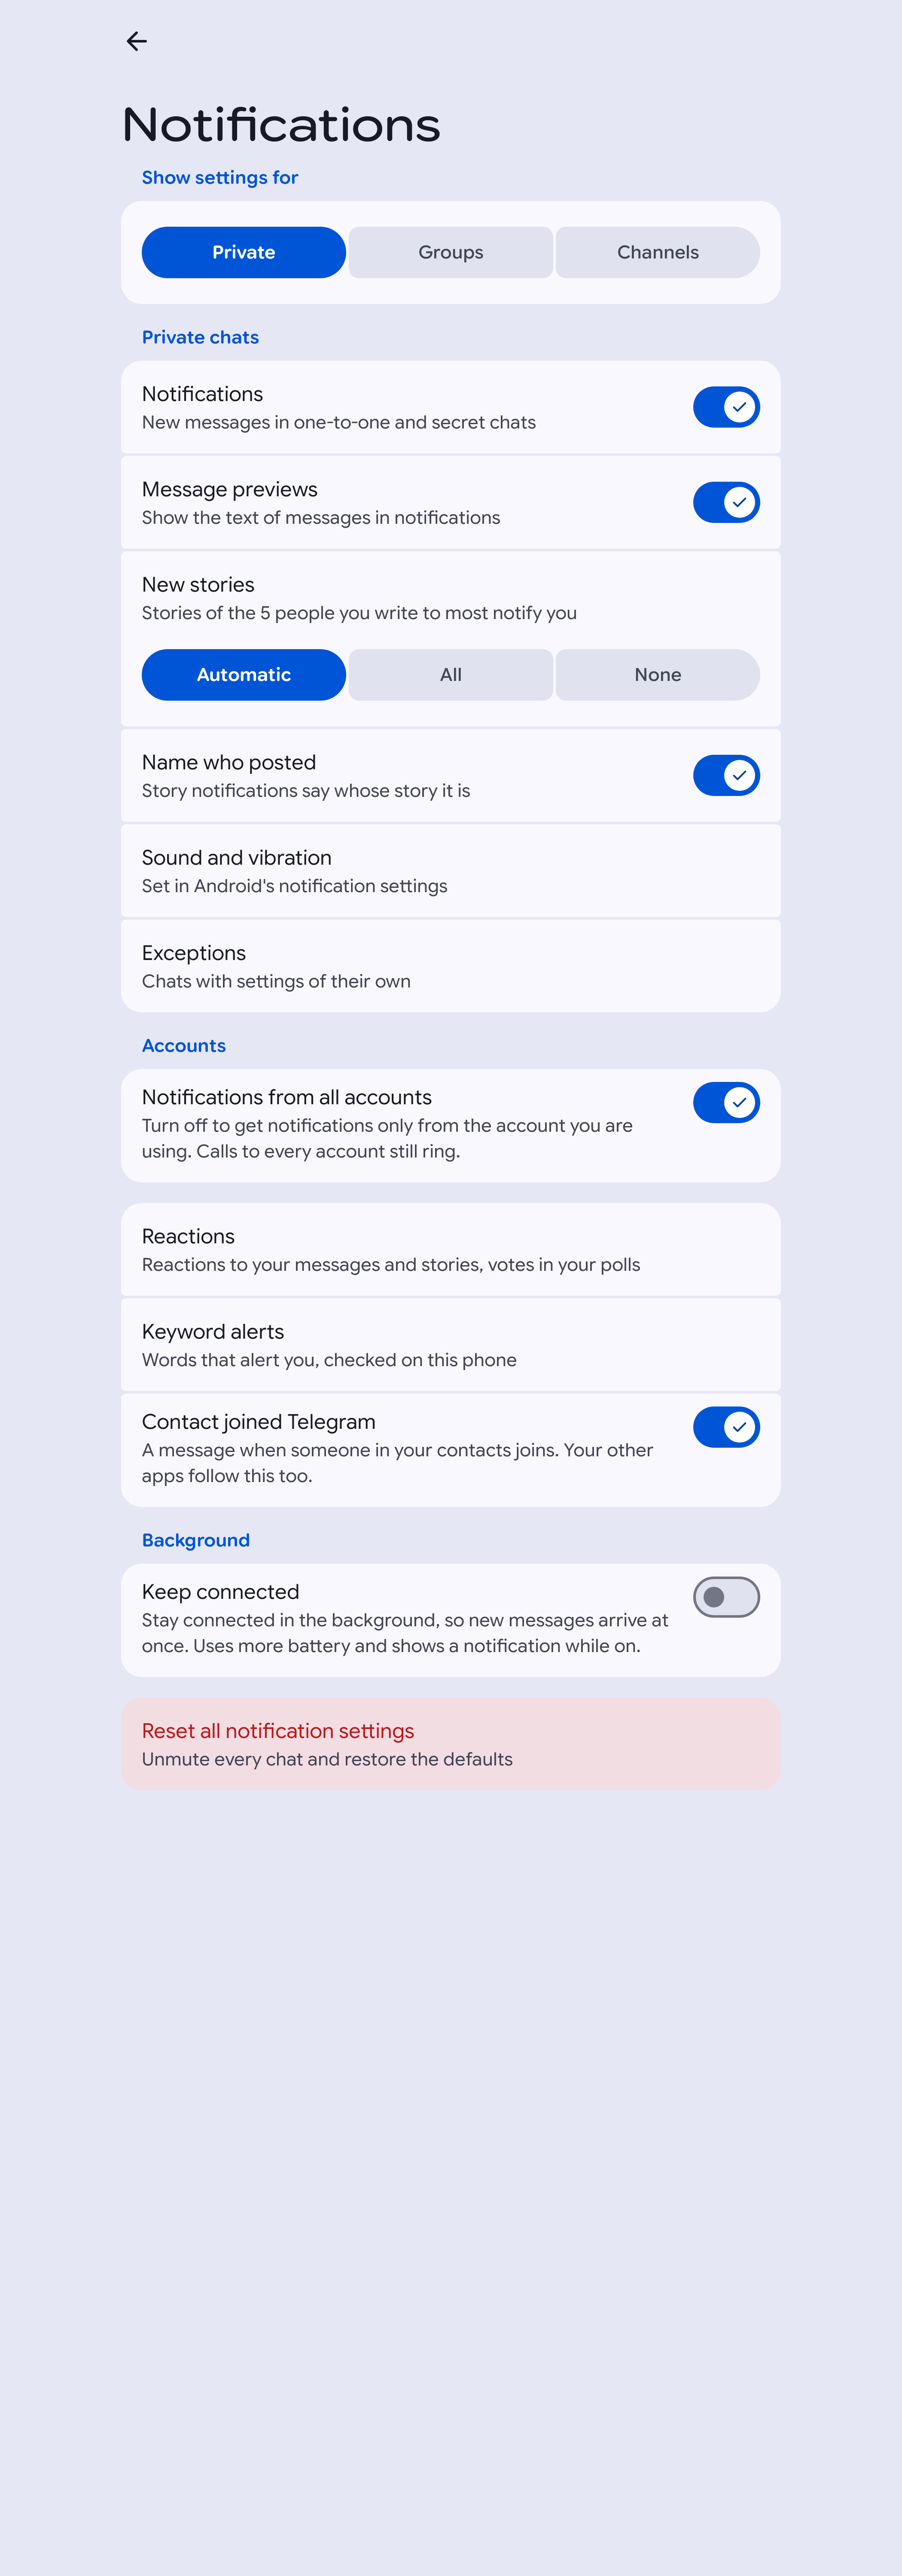 Notifications
Show settings for
Private
Groups
Channels
Private chats
Notifications
New messages in one-to-one and secret chats
Message previews
Show the text of messages in notifications
New stories
Stories of the 5 people you write to most notify you
Automatic
All
None
Name who posted
Story notifications say whose story it is
Sound and vibration
Set in Android's notification settings
Exceptions
Chats with settings of their own
Accounts
Notifications from all accounts
Turn off to get notifications only from the account you are
using. Calls to every account still ring.
Reactions
Reactions to your messages and stories, votes in your polls
Keyword alerts
Words that alert you, checked on this phone
Contact joined Telegram
A message when someone in your contacts joins. Your other
apps follow this too.
Background
Keep connected
Stay connected in the background, so new messages arrive at
once. Uses more battery and shows a notification while on.
Reset all notification settings
Unmute every chat and restore the defaults